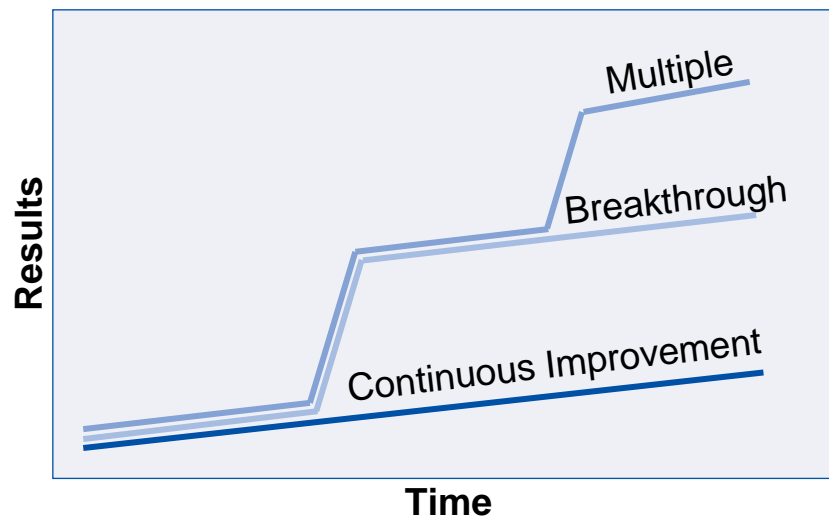 Multiple
Breakthrough
Continuous Improvement
Results
Time